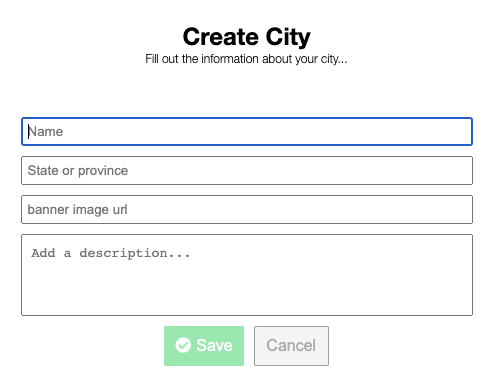 Create City
Fill out the information about your city...
Name
State or province
banner image url
Add a description...
Save
Cancel